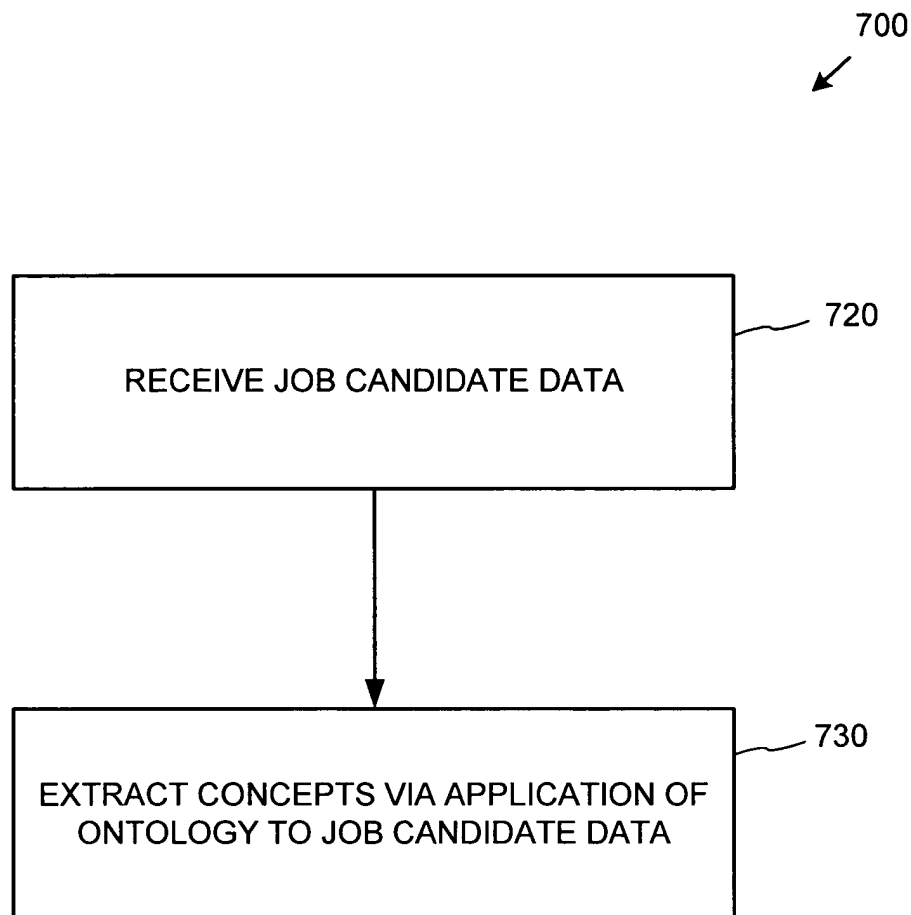 700
720
RECEIVE JOB CANDIDATE DATA
730
EXTRACT CONCEPTS VIA APPLICATION OF
ONTOLOGY TO JOB CANDIDATE DATA